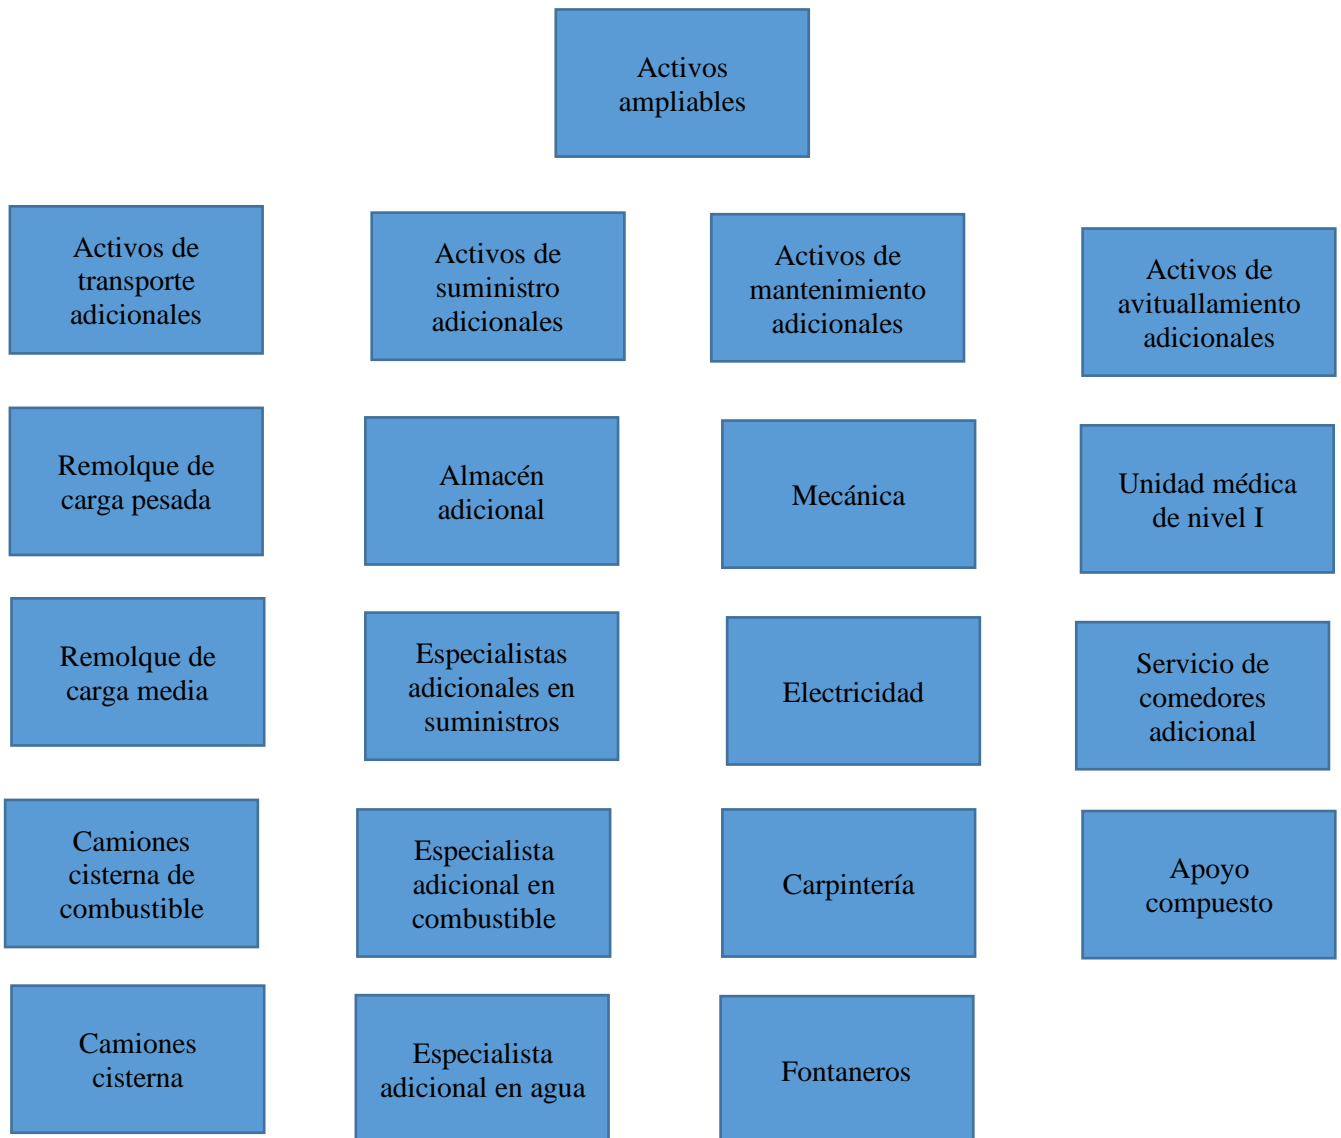 Activos
ampliables
Activos de
transporte
adicionales
Activos de
suministro
adicionales
Activos de
mantenimiento
adicionales
Activos de
avituallamiento
adicionales
Remolque de
carga pesada
Almacén
adicional
Mecánica
Unidad médica
de nivel I
Remolque de
carga media
Especialistas
adicionales en
suministros
Electricidad
Servicio de
comedores
adicional
Camiones
cisterna de
combustible
Especialista
adicional en
combustible
Carpintería
Apoyo
compuesto
Camiones
cisterna
Especialista
adicional en agua
Fontaneros